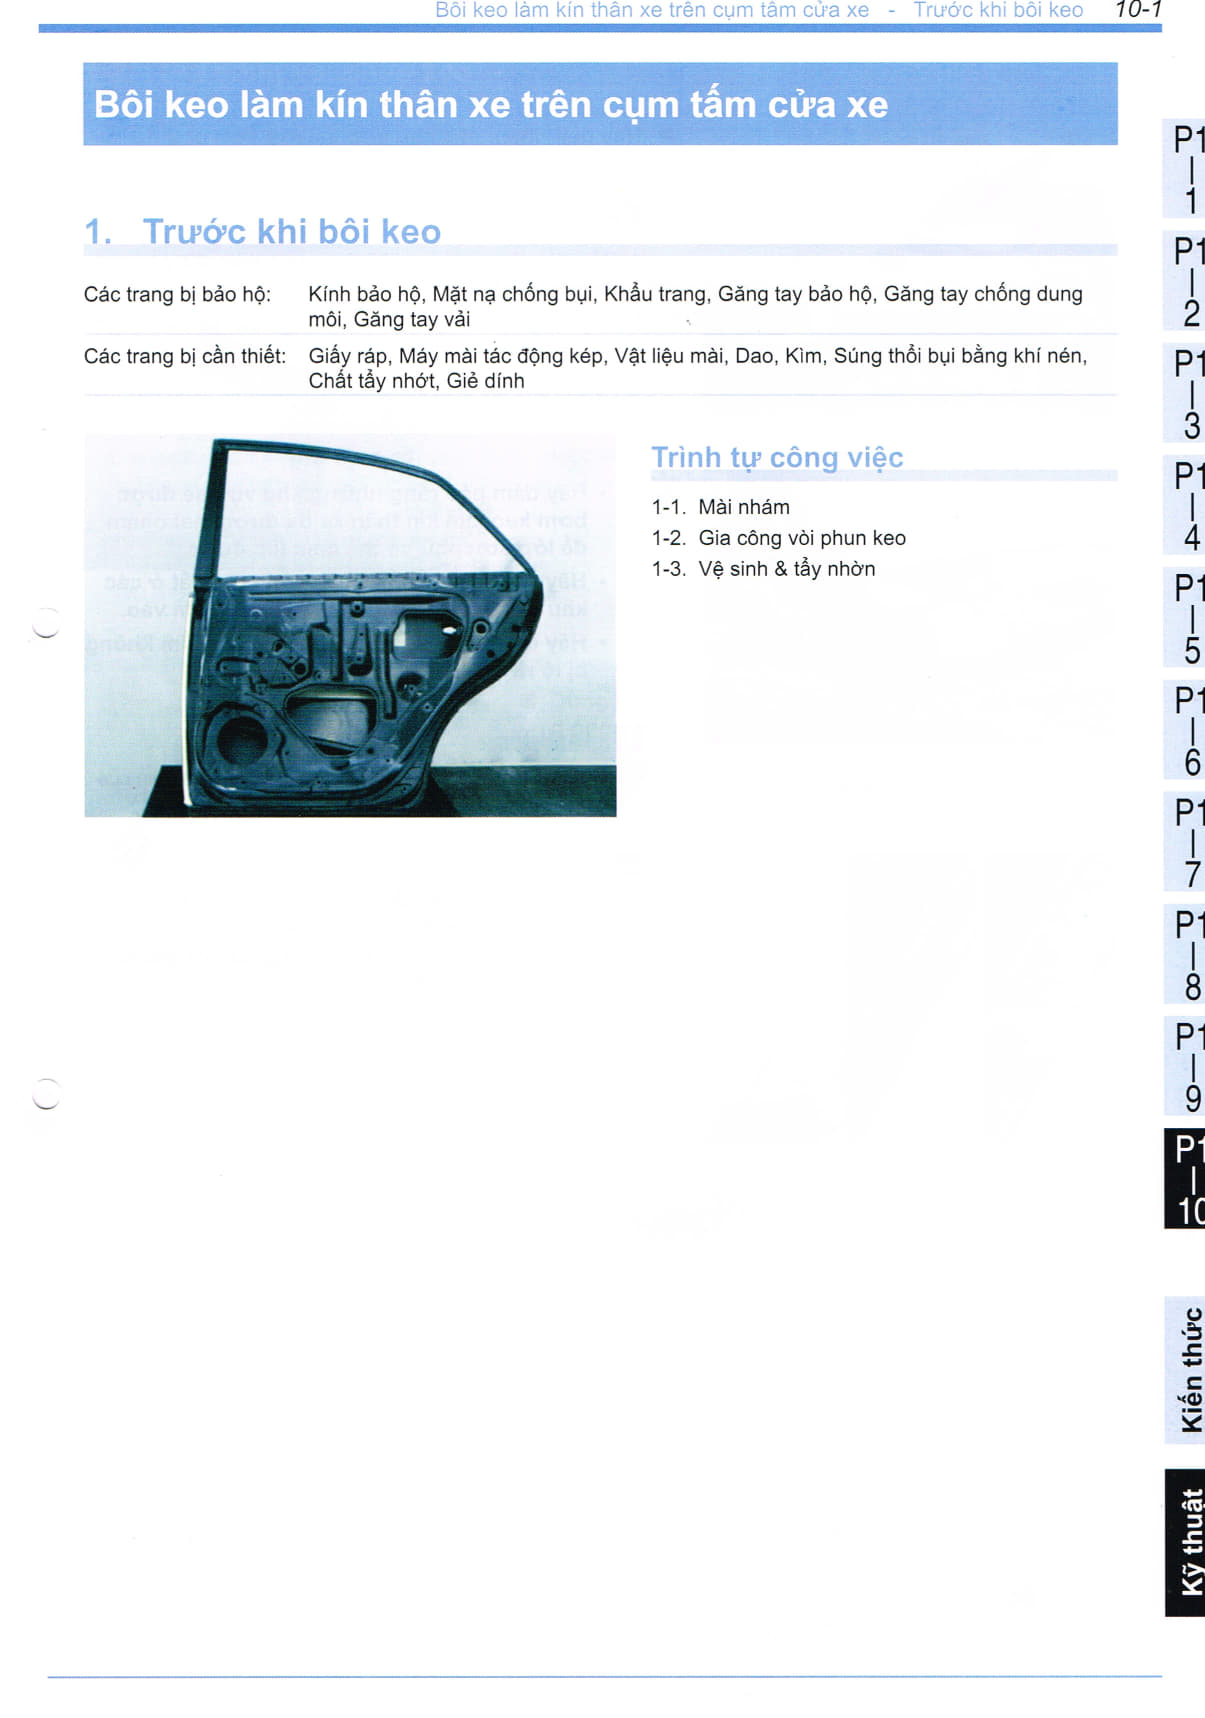 Bôi keo làm kín thân xe trên cụm tấm cửa xe - Trước khi bôi keo 10-1
Bôi keo làm kín thân xe trên cụm tấm cửa xe
1. Trước khi bôi keo
Các trang bị bảo hộ: Kính bảo hộ, Mặt nạ chống bụi, Khẩu trang, Găng tay bảo hộ, Găng tay chống dung
môi, Găng tay vải
Các trang bị cần thiết: Giấy ráp, Máy mài tác động kép, Vật liệu mài, Dao, Kìm, Súng thổi bụi bằng khí nén,
Chất tẩy nhớt, Giẻ dính
Trình tự công việc
1-1. Mài nhám
1-2. Gia công vòi phun keo
1-3. Vệ sinh & tẩy nhờn
P1
|
1
P1
|
2
P1
|
3
P1
|
4
P1
|
5
P1
|
6
P1
|
7
P1
|
8
P1
|
9
P1
|
10
Kiến thức
Kỹ thuật